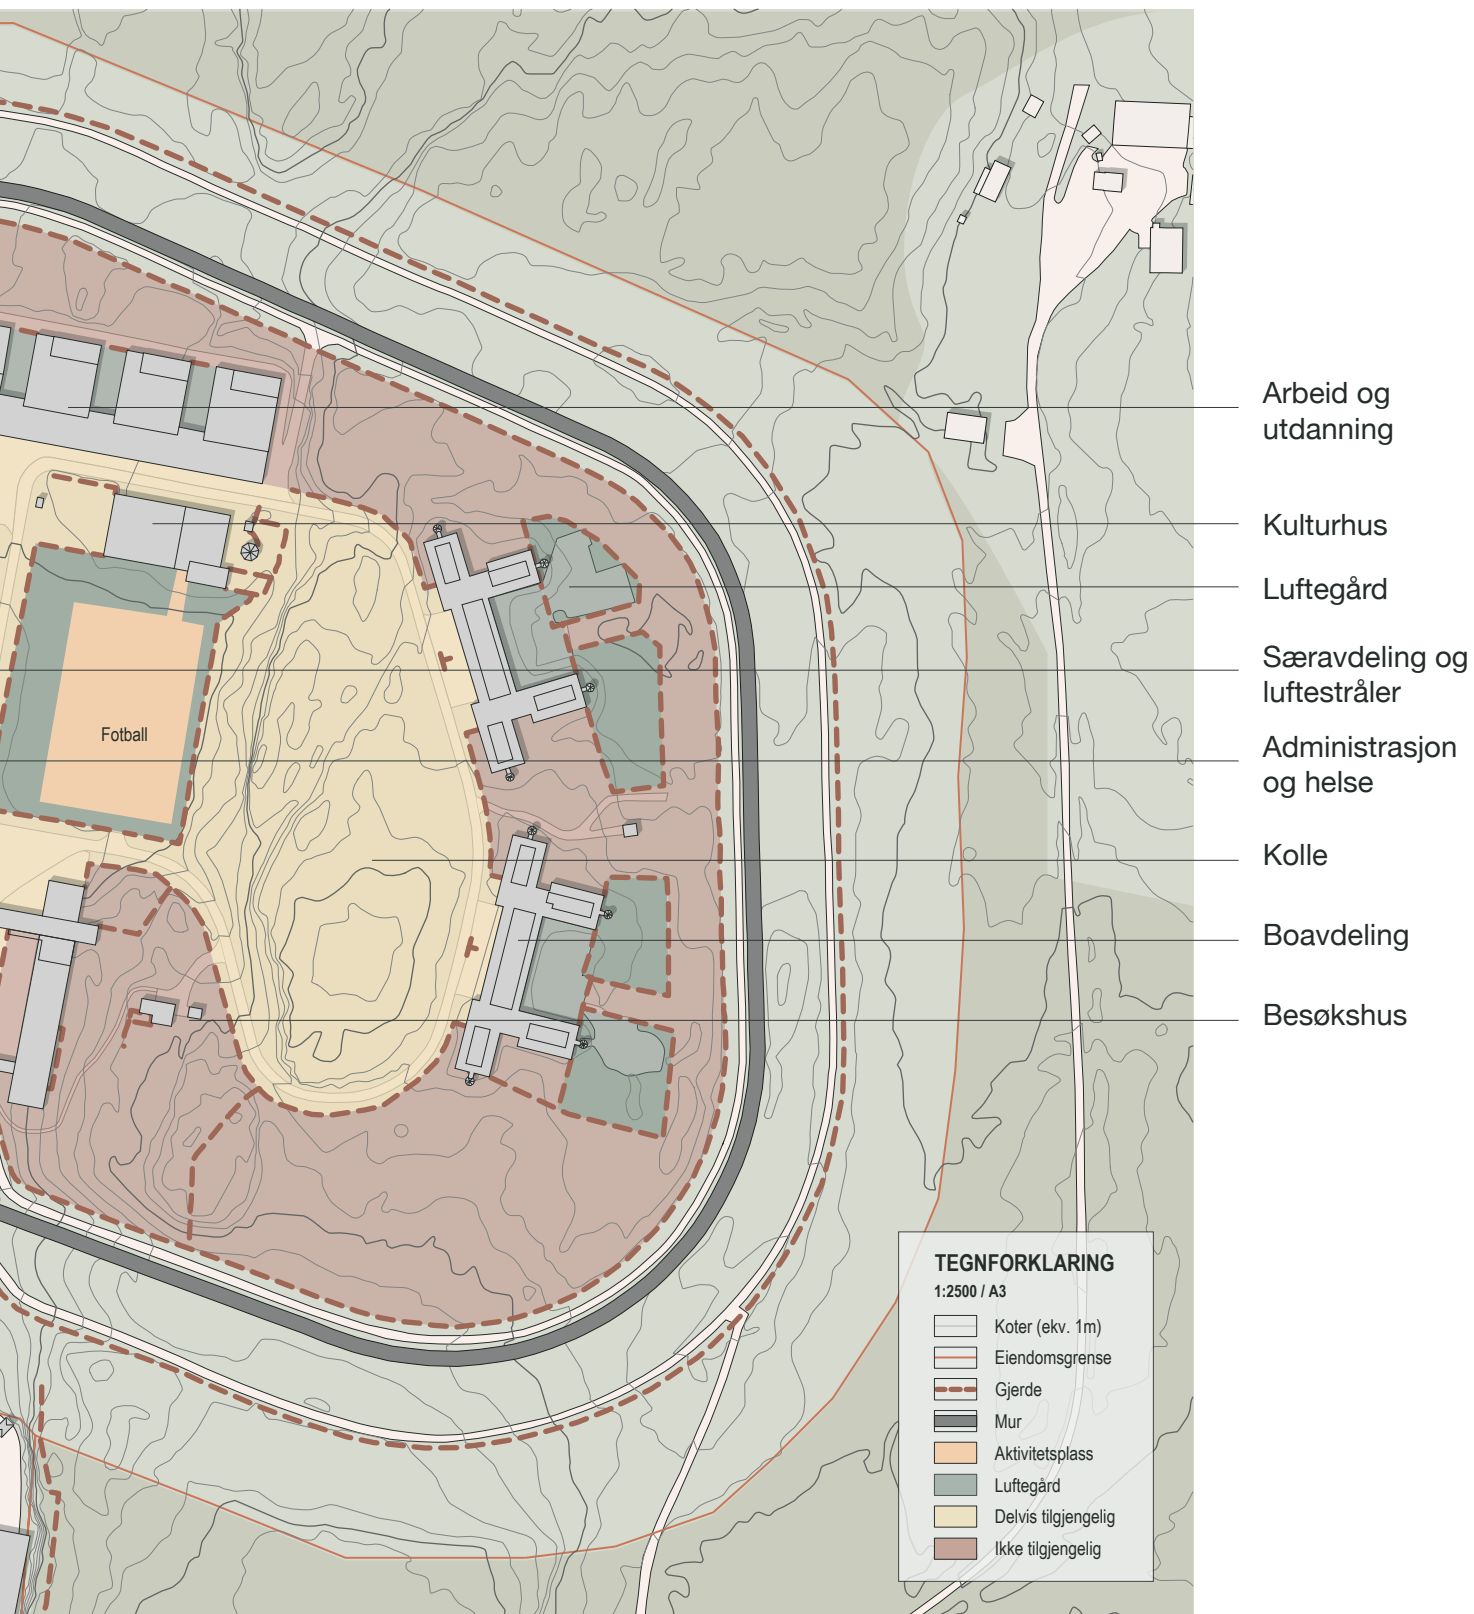 Arbeid og
utdanning
Kulturhus
Luftegård
Særavdeling og
luftestråler
Fotball
Administrasjon
og helse
Kolle
Boavdeling
Besøkshus
TEGNFORKLARING
1:2500 / A3
Koter (ekv. 1m)
Eiendomsgrense
Gjerde
Mur
Aktivitetsplass
Luftegård
Delvis tilgjengelig
Ikke tilgjengelig